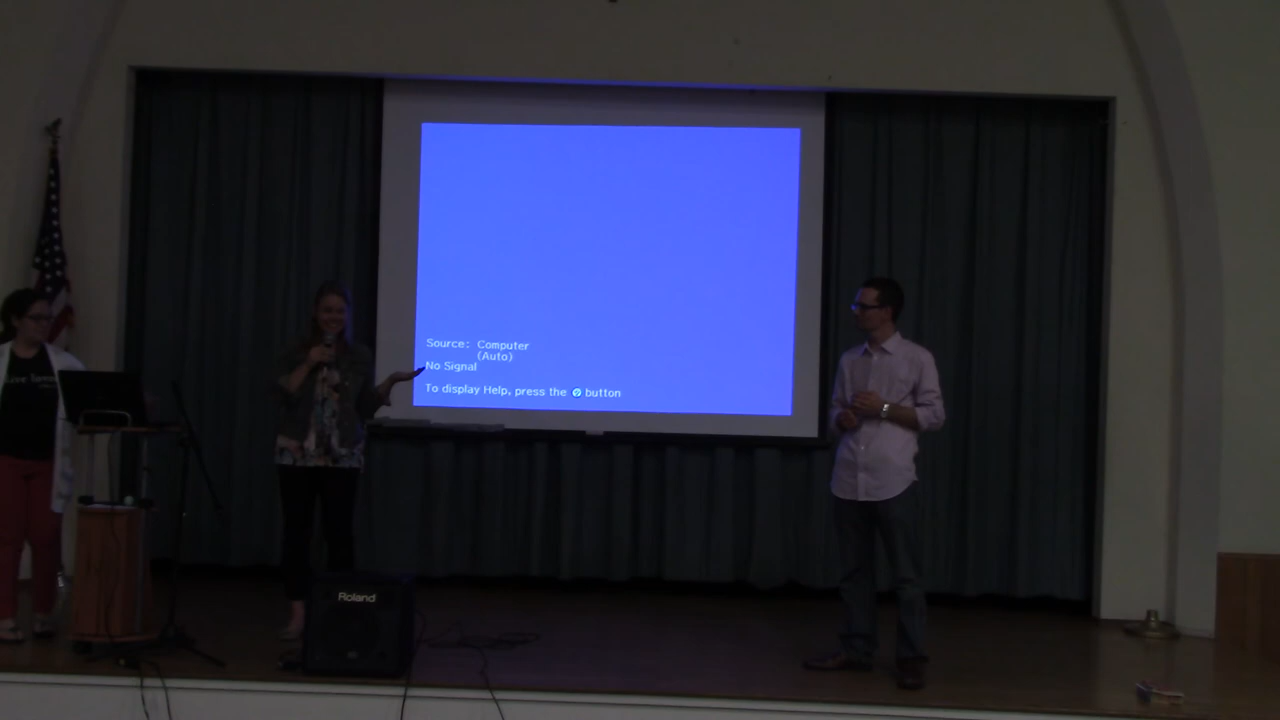 Source: Computer
(Auto)
No Signal
To display Help, press the button
Roland